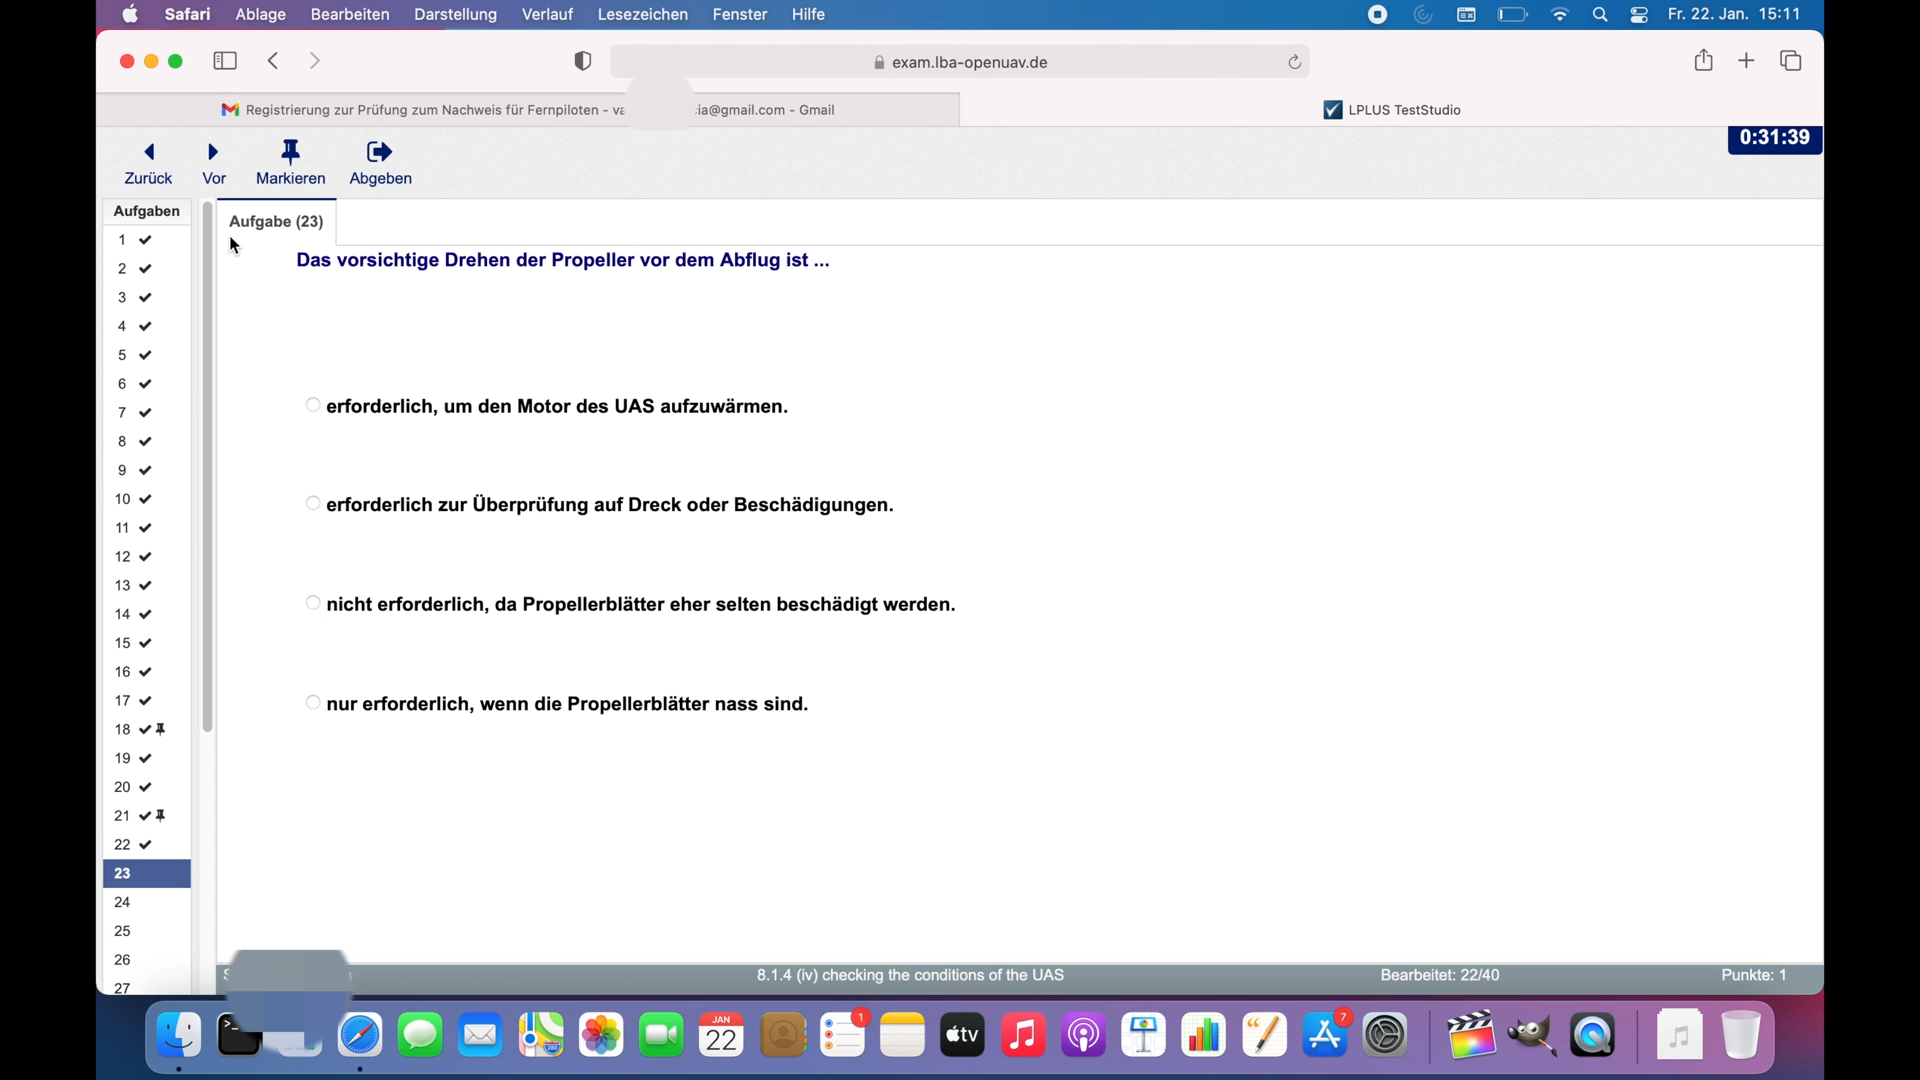 Safari Ablage Bearbeiten Darstellung Verlauf Lesezeichen Fenster Hilfe Fr. 22. Jan. 15:11
exam.lba-openuav.de
Registrierung zur Prüfung zum Nachweis für Fernpiloten - va ia@gmail.com - Gmail
LPLUS TestStudio
0:31:39
Zurück Vor Markieren Abgeben
Aufgaben
Aufgabe (23)
1
2
3
4
5
6
7
8
9
10
11
12
13
14
15
16
17
18
19
20
21
22
23
24
25
26
27
Das vorsichtige Drehen der Propeller vor dem Abflug ist ...
erforderlich, um den Motor des UAS aufzuwärmen.
erforderlich zur Überprüfung auf Dreck oder Beschädigungen.
nicht erforderlich, da Propellerblätter eher selten beschädigt werden.
nur erforderlich, wenn die Propellerblätter nass sind.
8.1.4 (iv) checking the conditions of the UAS Bearbeitet: 22/40 Punkte: 1
>_
280
JAN
22
1
tv
7